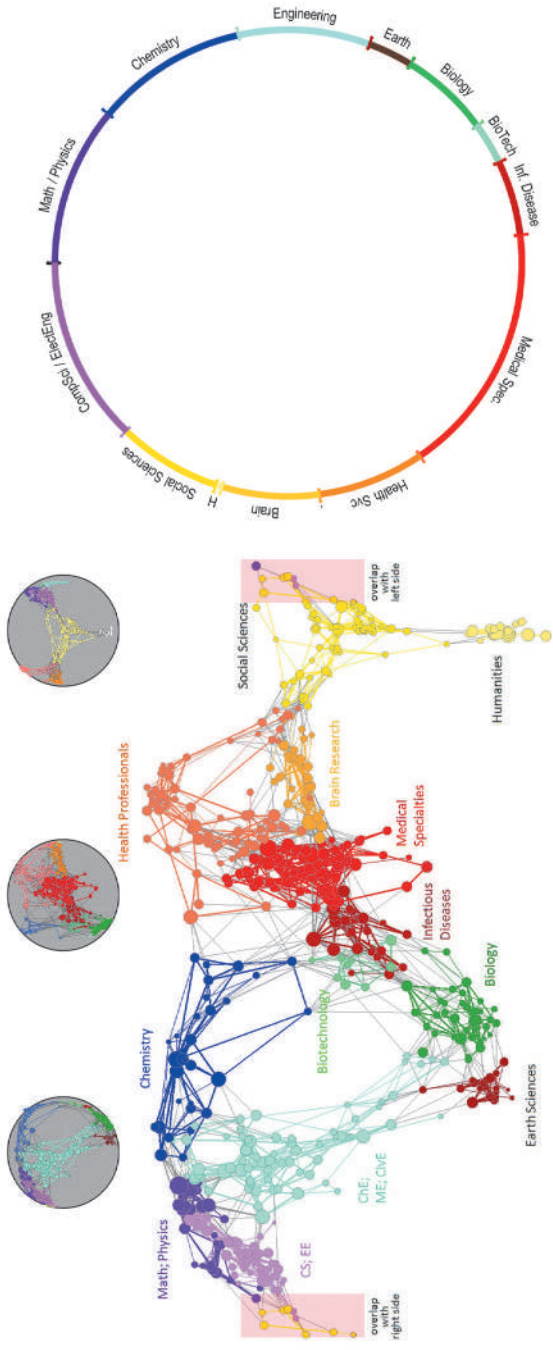 Engineering
Earth
Biology
BioTech
Inf. Disease
Medical Spec.
Health Svc
Brain
H
Social Sciences
CompSci / ElectEng
Math / Physics
Chemistry
Math; Physics
CS; EE
overlap
with
right side
Chemistry
ChE;
ME; CivE
Earth Sciences
Biology
Biotechnology
Infectious
Diseases
Medical
Specialties
Health Professionals
Brain Research
Social Sciences
overlap
with
left side
Humanities